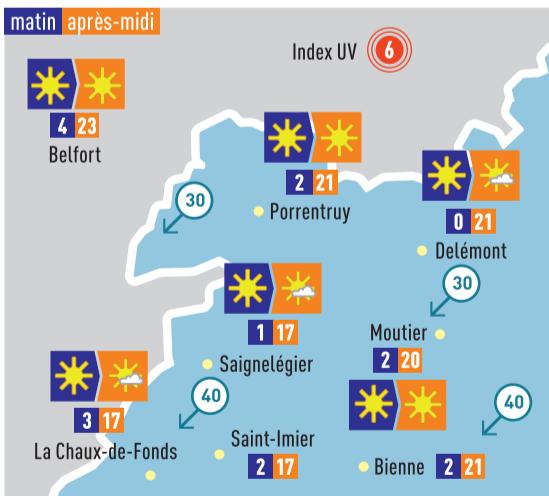 matin après-midi
Index UV 6
4 23
Belfort
2 21
30
Porrentruy
0 21
Delémont
30
1 17
Moutier
Saignelégier
2 20
3 17
40
40
La Chaux-de-Fonds
Saint-Imier
2 17
Bienne 2 21